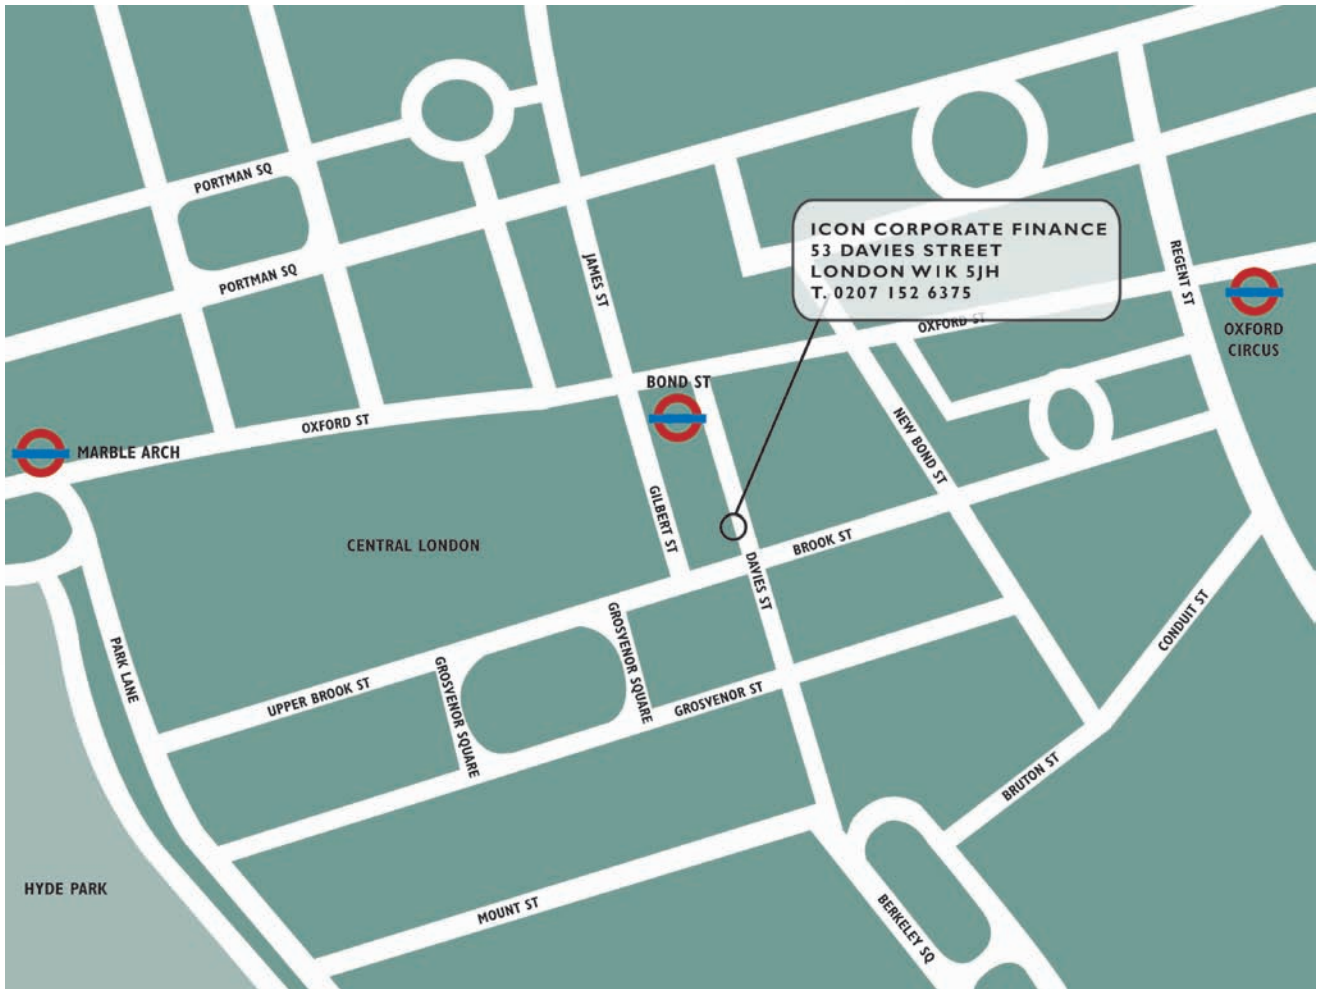 PORTMAN SQ
PORTMAN SQ
JAMES ST
ICON CORPORATE FINANCE
53 DAVIES STREET
LONDON W1K 5JH
T. 0207 152 6375
REGENT ST
OXFORD ST
OXFORD
CIRCUS
BOND ST
OXFORD ST
MARBLE ARCH
NEW BOND ST
GILBERT ST
CENTRAL LONDON
BROOK ST
DAVIES ST
CONDUIT ST
PARK LANE
UPPER BROOK ST
GROSVENOR SQUARE
GROSVENOR SQUARE
GROSVENOR ST
BRUTON ST
HYDE PARK
MOUNT ST
BERKELEY SQ